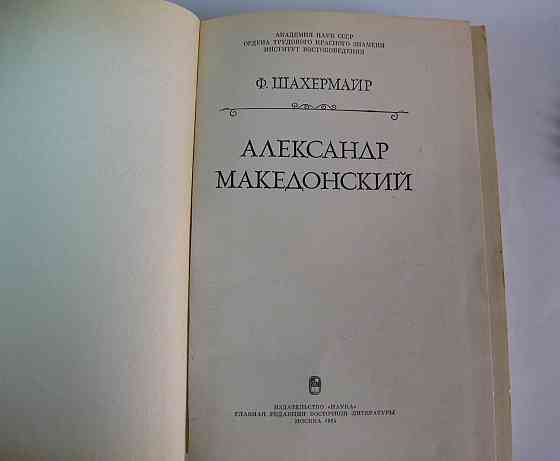 АКАДЕМИЯ НАУК СССР
ОРДЕНА ТРУДОВОГО КРАСНОГО ЗНАМЕНИ
ИНСТИТУТ ВОСТОКОВЕДЕНИЯ
Ф. ШАХЕРМАЙР
АЛЕКСАНДР
МАКЕДОНСКИЙ
ИЗДАТЕЛЬСТВО «НАУКА»
ГЛАВНАЯ РЕДАКЦИЯ ВОСТОЧНОЙ ЛИТЕРАТУРЫ
МОСКВА 1984